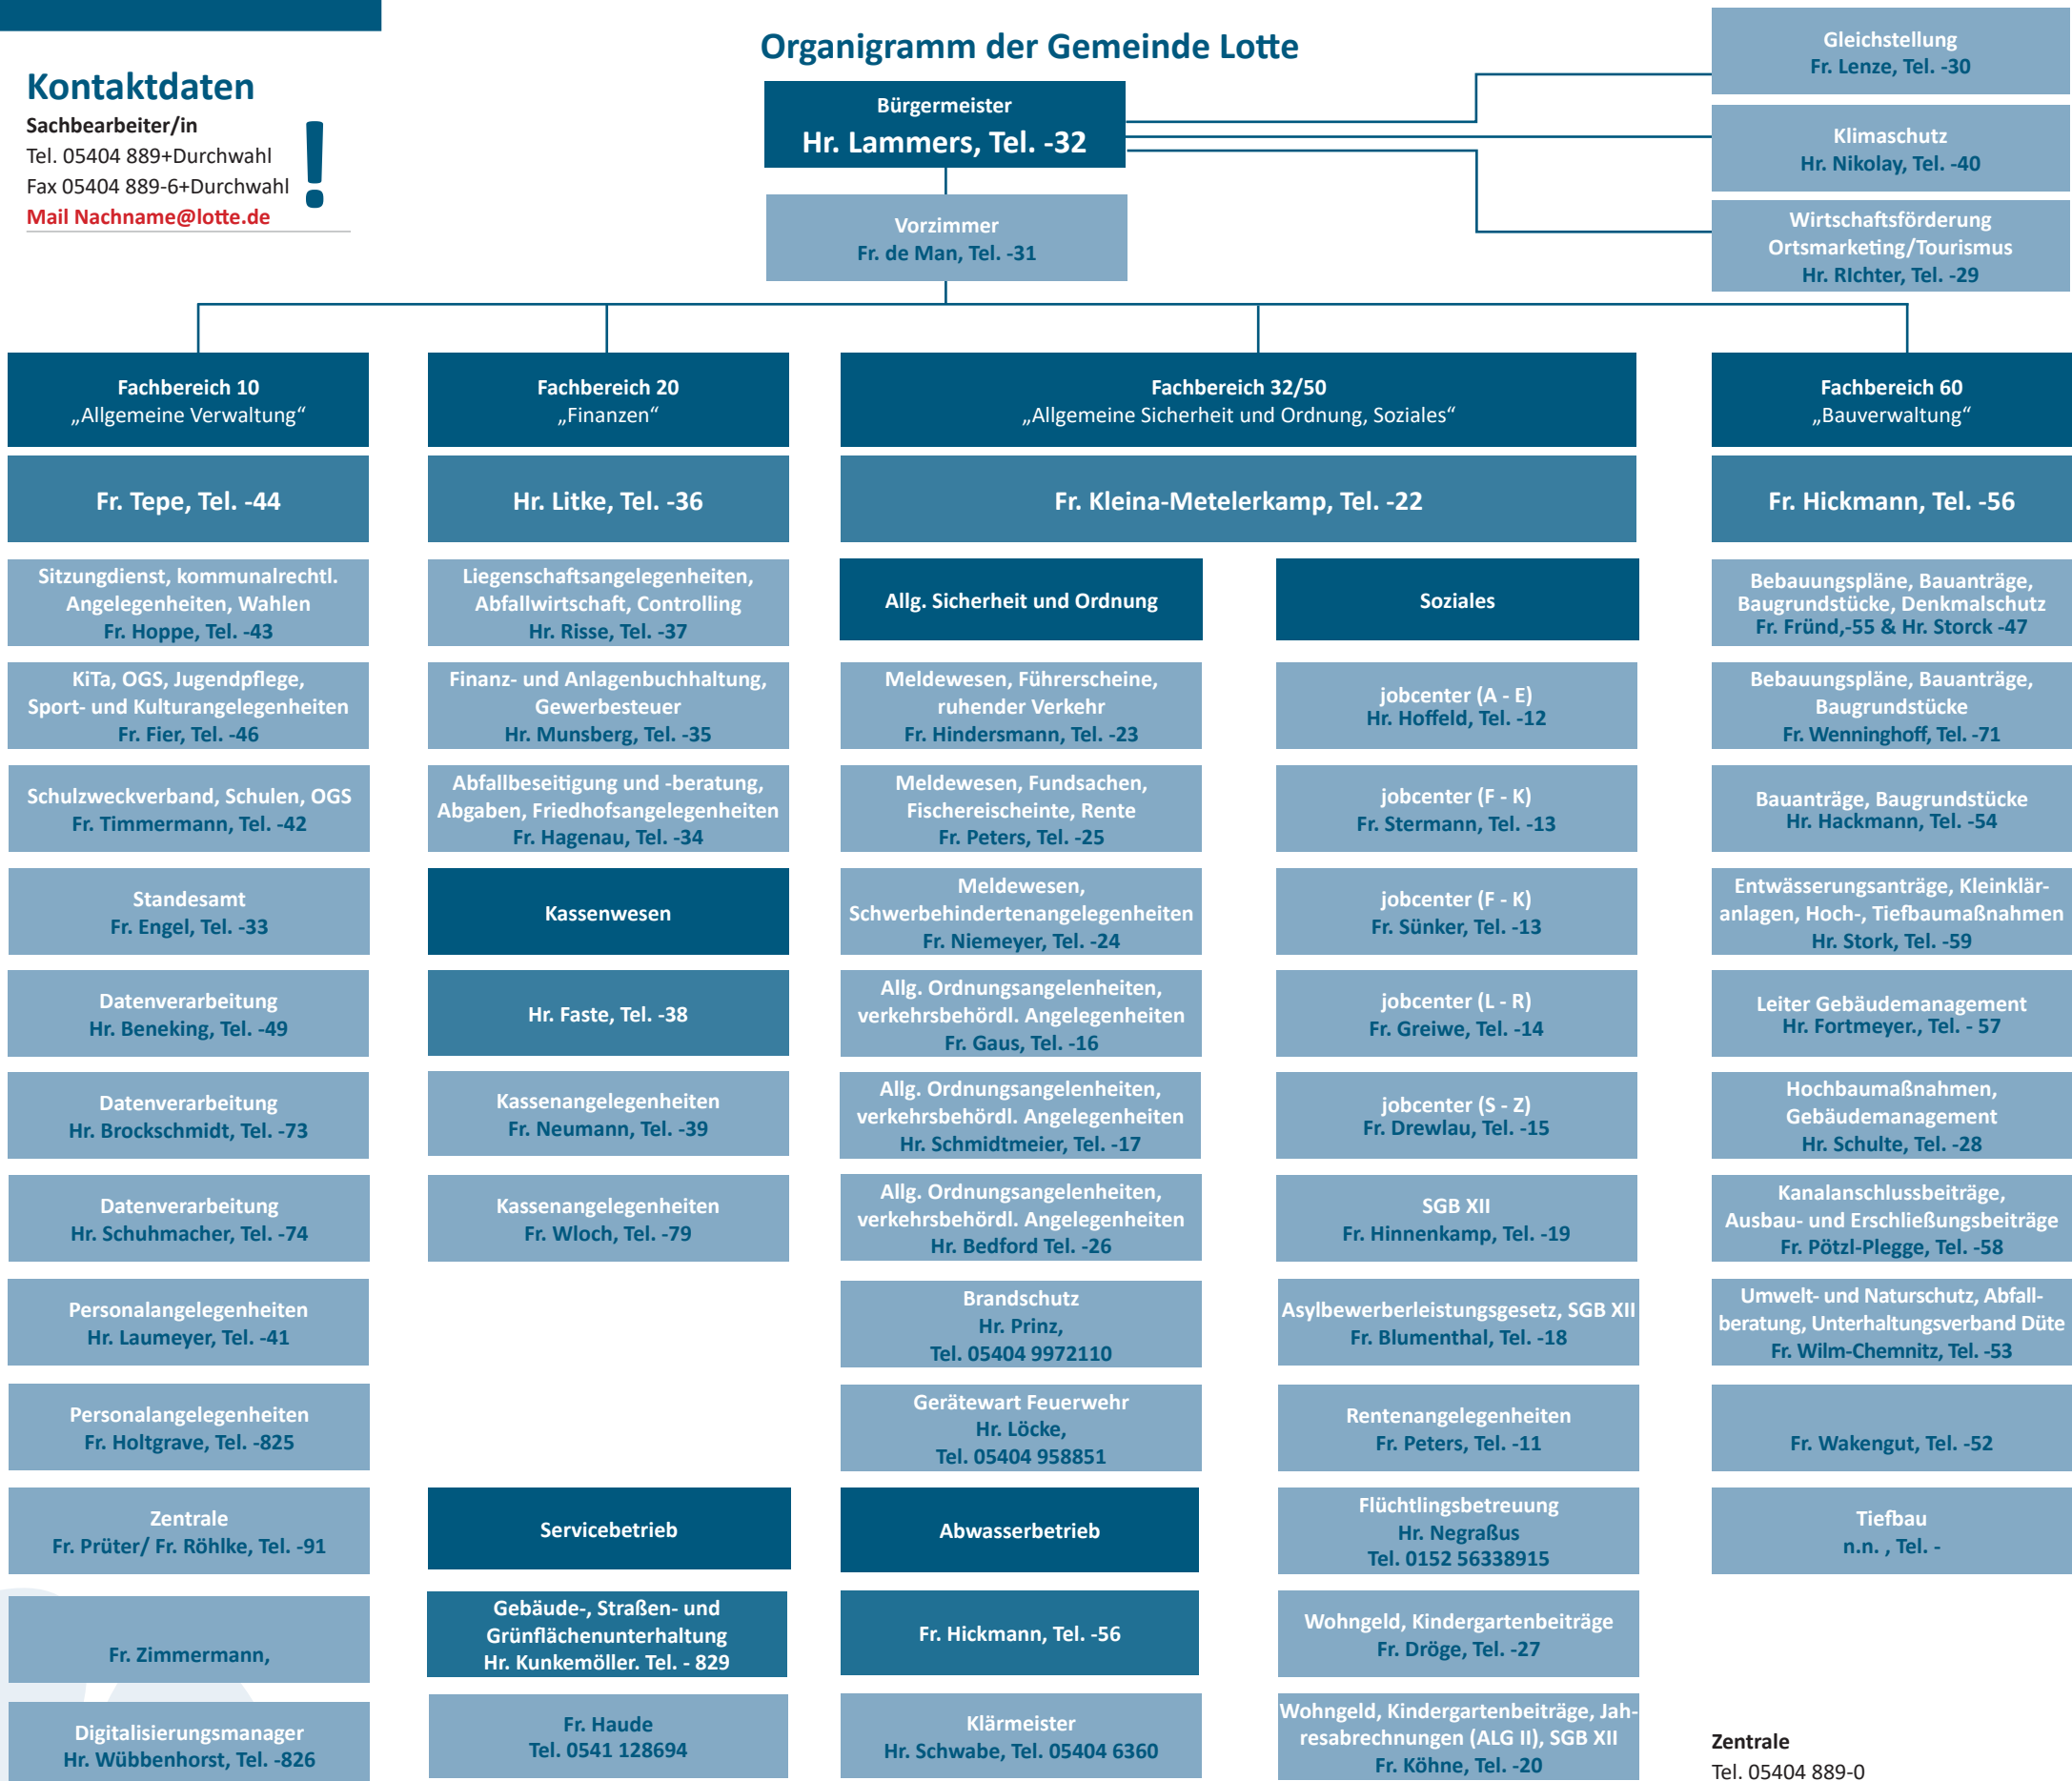 Organigramm der Gemeinde Lotte
Kontaktdaten
Sachbearbeiter/in
Tel. 05404 889+Durchwahl
Fax 05404 889-6+Durchwahl
Mail Nachname@lotte.de
!
Bürgermeister
Hr. Lammers, Tel. -32
Vorzimmer
Fr. de Man, Tel. -31
Gleichstellung
Fr. Lenze, Tel. -30
Klimaschutz
Hr. Nikolay, Tel. -40
Wirtschaftsförderung
Ortsmarketing/Tourismus
Hr. RIchter, Tel. -29
Fachbereich 10
„Allgemeine Verwaltung“
Fr. Tepe, Tel. -44
Sitzungdienst, kommunalrechtl.
Angelegenheiten, Wahlen
Fr. Hoppe, Tel. -43
KiTa, OGS, Jugendpflege,
Sport- und Kulturangelegenheiten
Fr. Fier, Tel. -46
Schulzweckverband, Schulen, OGS
Fr. Timmermann, Tel. -42
Standesamt
Fr. Engel, Tel. -33
Datenverarbeitung
Hr. Beneking, Tel. -49
Datenverarbeitung
Hr. Brockschmidt, Tel. -73
Datenverarbeitung
Hr. Schuhmacher, Tel. -74
Personalangelegenheiten
Hr. Laumeyer, Tel. -41
Personalangelegenheiten
Fr. Holtgrave, Tel. -825
Zentrale
Fr. Prüter/ Fr. Röhlke, Tel. -91
Fr. Zimmermann,
Digitalisierungsmanager
Hr. Wübbenhorst, Tel. -826
Fachbereich 20
„Finanzen“
Hr. Litke, Tel. -36
Liegenschaftsangelegenheiten,
Abfallwirtschaft, Controlling
Hr. Risse, Tel. -37
Finanz- und Anlagenbuchhaltung,
Gewerbesteuer
Hr. Munsberg, Tel. -35
Abfallbeseitigung und -beratung,
Abgaben, Friedhofsangelegenheiten
Fr. Hagenau, Tel. -34
Kassenwesen
Hr. Faste, Tel. -38
Kassenangelegenheiten
Fr. Neumann, Tel. -39
Kassenangelegenheiten
Fr. Wloch, Tel. -79
Servicebetrieb
Gebäude-, Straßen- und
Grünflächenunterhaltung
Hr. Kunkemöller. Tel. - 829
Fr. Haude
Tel. 0541 128694
Fachbereich 32/50
„Allgemeine Sicherheit und Ordnung, Soziales“
Fr. Kleina-Metelerkamp, Tel. -22
Allg. Sicherheit und Ordnung
Meldewesen, Führerscheine,
ruhender Verkehr
Fr. Hindersmann, Tel. -23
Meldewesen, Fundsachen,
Fischereischeinte, Rente
Fr. Peters, Tel. -25
Meldewesen,
Schwerbehindertenangelegenheiten
Fr. Niemeyer, Tel. -24
Allg. Ordnungsangelenheiten,
verkehrsbehördl. Angelegenheiten
Fr. Gaus, Tel. -16
Allg. Ordnungsangelenheiten,
verkehrsbehördl. Angelegenheiten
Hr. Schmidtmeier, Tel. -17
Allg. Ordnungsangelenheiten,
verkehrsbehördl. Angelegenheiten
Hr. Bedford Tel. -26
Brandschutz
Hr. Prinz,
Tel. 05404 9972110
Gerätewart Feuerwehr
Hr. Löcke,
Tel. 05404 958851
Abwasserbetrieb
Fr. Hickmann, Tel. -56
Klärmeister
Hr. Schwabe, Tel. 05404 6360
Soziales
jobcenter (A - E)
Hr. Hoffeld, Tel. -12
jobcenter (F - K)
Fr. Stermann, Tel. -13
jobcenter (F - K)
Fr. Sünker, Tel. -13
jobcenter (L - R)
Fr. Greiwe, Tel. -14
jobcenter (S - Z)
Fr. Drewlau, Tel. -15
SGB XII
Fr. Hinnenkamp, Tel. -19
Asylbewerberleistungsgesetz, SGB XII
Fr. Blumenthal, Tel. -18
Rentenangelegenheiten
Fr. Peters, Tel. -11
Flüchtlingsbetreuung
Hr. Negraßus
Tel. 0152 56338915
Wohngeld, Kindergartenbeiträge
Fr. Dröge, Tel. -27
Wohngeld, Kindergartenbeiträge, Jah-
resabrechnungen (ALG II), SGB XII
Fr. Köhne, Tel. -20
Fachbereich 60
„Bauverwaltung“
Fr. Hickmann, Tel. -56
Bebauungspläne, Bauanträge,
Baugrundstücke, Denkmalschutz
Fr. Fründ,-55 & Hr. Storck -47
Bebauungspläne, Bauanträge,
Baugrundstücke
Fr. Wenninghoff, Tel. -71
Bauanträge, Baugrundstücke
Hr. Hackmann, Tel. -54
Entwässerungsanträge, Kleinklär-
anlagen, Hoch-, Tiefbaumaßnahmen
Hr. Stork, Tel. -59
Leiter Gebäudemanagement
Hr. Fortmeyer., Tel. - 57
Hochbaumaßnahmen,
Gebäudemanagement
Hr. Schulte, Tel. -28
Kanalanschlussbeiträge,
Ausbau- und Erschließungsbeiträge
Fr. Pötzl-Plegge, Tel. -58
Umwelt- und Naturschutz, Abfall-
beratung, Unterhaltungsverband Düte
Fr. Wilm-Chemnitz, Tel. -53
Fr. Wakengut, Tel. -52
Tiefbau
n.n. , Tel. -
Zentrale
Tel. 05404 889-0